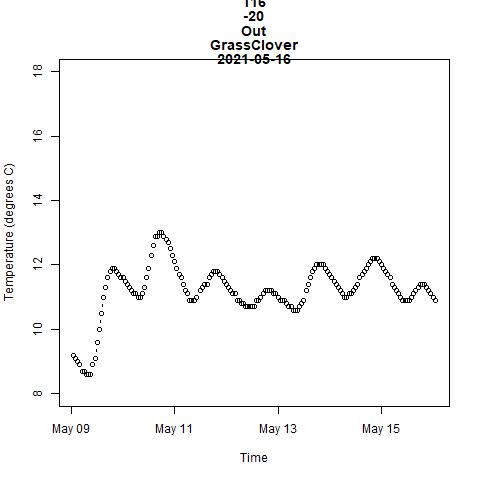 T16
-20
Out
GrassClover
2021-05-16
Temperature (degrees C)
18
16
14
12
10
8
May 09 May 11 May 13 May 15
Time